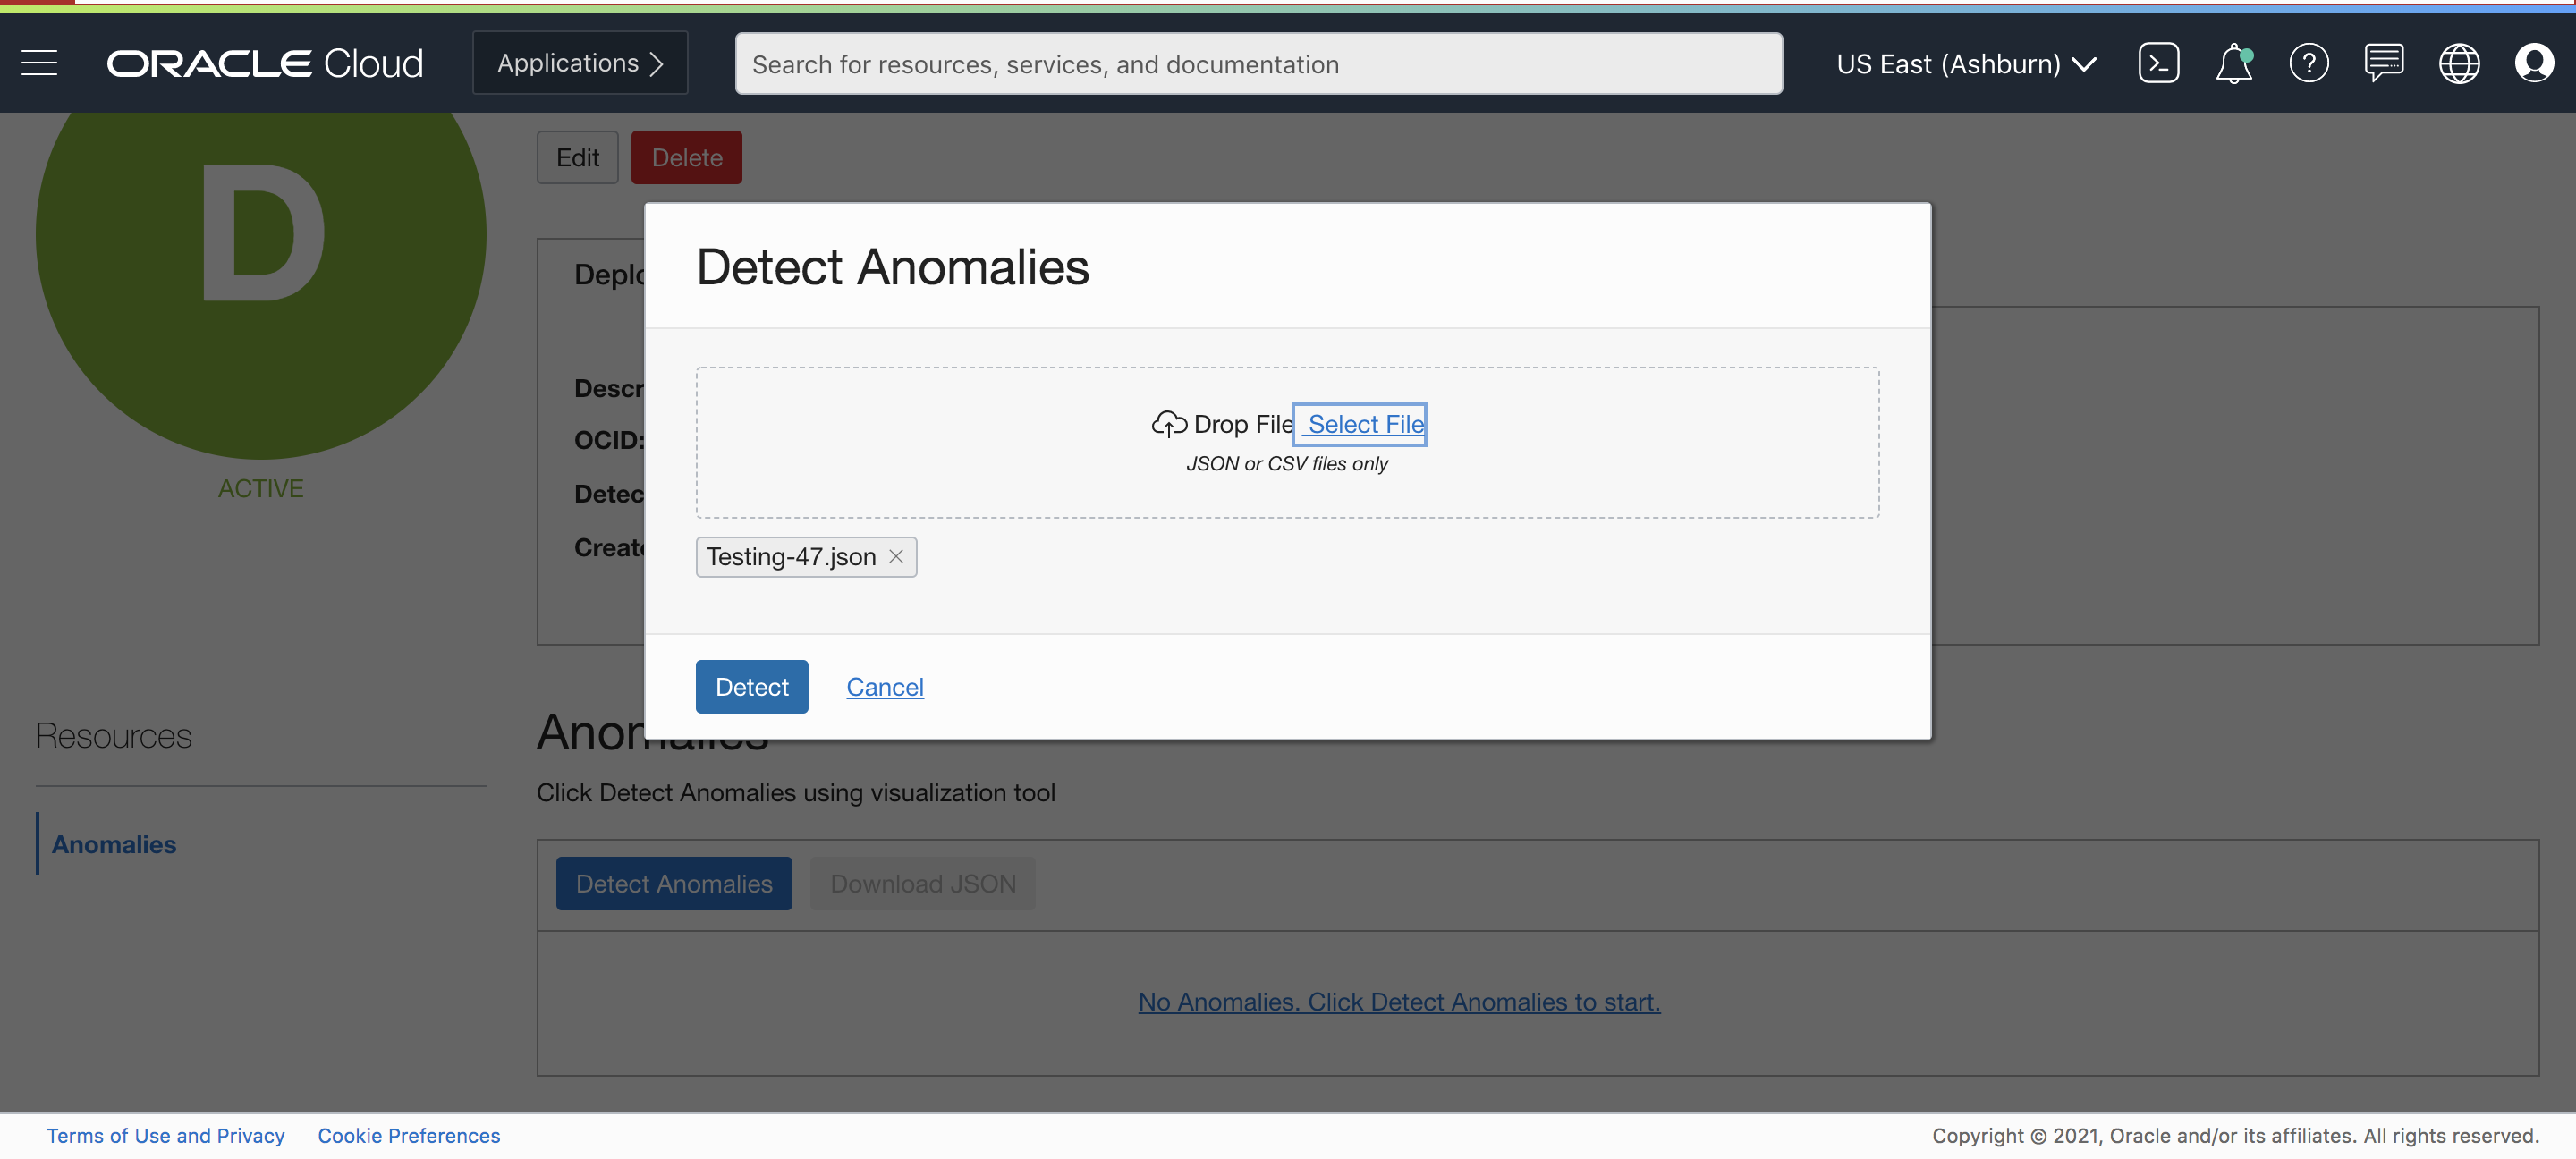 ORACLE Cloud
Applications
Search for resources, services, and documentation
US East (Ashburn)
D
ACTIVE
Edit
Delete
Deplo
Descr
OCID:
Detec
Create
Detect Anomalies
Drop File Select File
JSON or CSV files only
Testing-47.json
Detect
Cancel
Resources
Anomalies
Anomalies
Click Detect Anomalies using visualization tool
Detect Anomalies
Download JSON
No Anomalies. Click Detect Anomalies to start.
Terms of Use and Privacy
Cookie Preferences
Copyright © 2021, Oracle and/or its affiliates. All rights reserved.